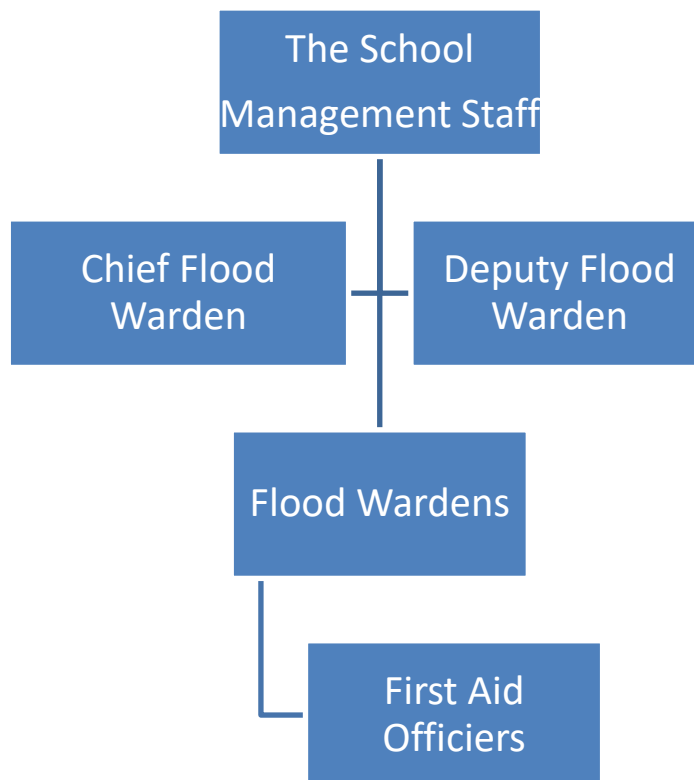 The School
Management Staff
Chief Flood
Warden
Deputy Flood
Warden
Flood Wardens
First Aid
Officiers